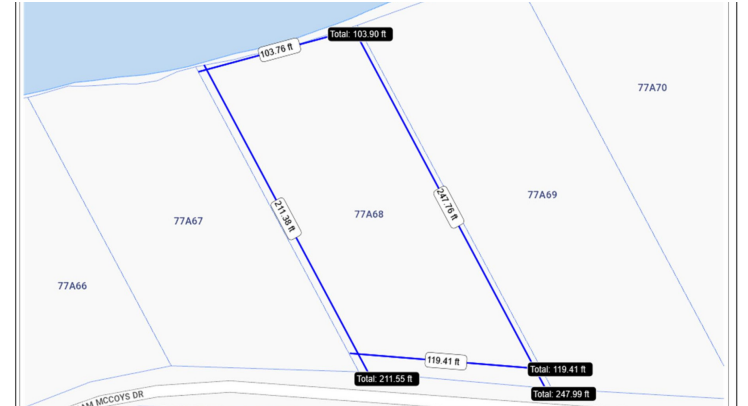 103.76 ft
Total: 103.90 ft
77A70
77A69
77A67
211.38 ft
77A68
247.76 ft
77A66
119.41 ft
Total: 119.41 ft
Total: 211.55 ft
Total: 247.99 ft
MCCOYS DR